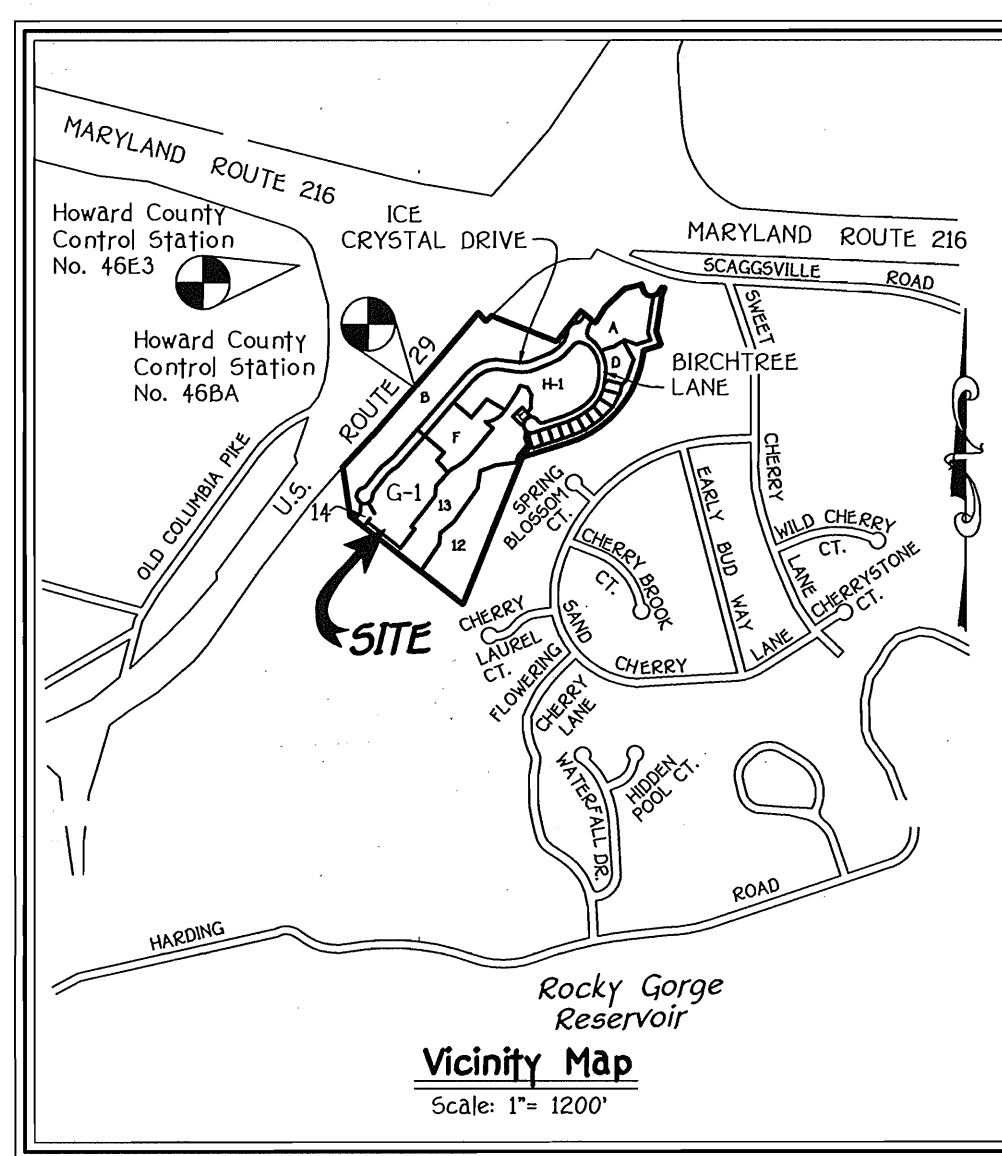 MARYLAND ROUTE 216
Howard County
Control Station
No. 46E3
ICE
CRYSTAL DRIVE
MARYLAND ROUTE 216
SCAGGSVILLE ROAD
Howard County
Control Station
No. 46BA
U.S. ROUTE 29
A
D
BIRCHTREE
LANE
H-1
B
E
F
G-1
13
14
12
SITE
OLD COLUMBIA PIKE
SWEET
CHERRY
LANE
SPRING
BLOSSOM
CT.
EARLY BUD WAY
WILD CHERRY
CT.
CHERRYSTONE
CT.
CHERRY BROOK
CT.
CHERRY
LAUREL
CT.
SAND
CHERRY
LANE
FLOWERING
CHERRY
LANE
WATERFALL DR.
HIDDEN
POOL CT.
HARDING ROAD
Rocky Gorge
Reservoir
Vicinity Map
Scale: 1"= 1200'